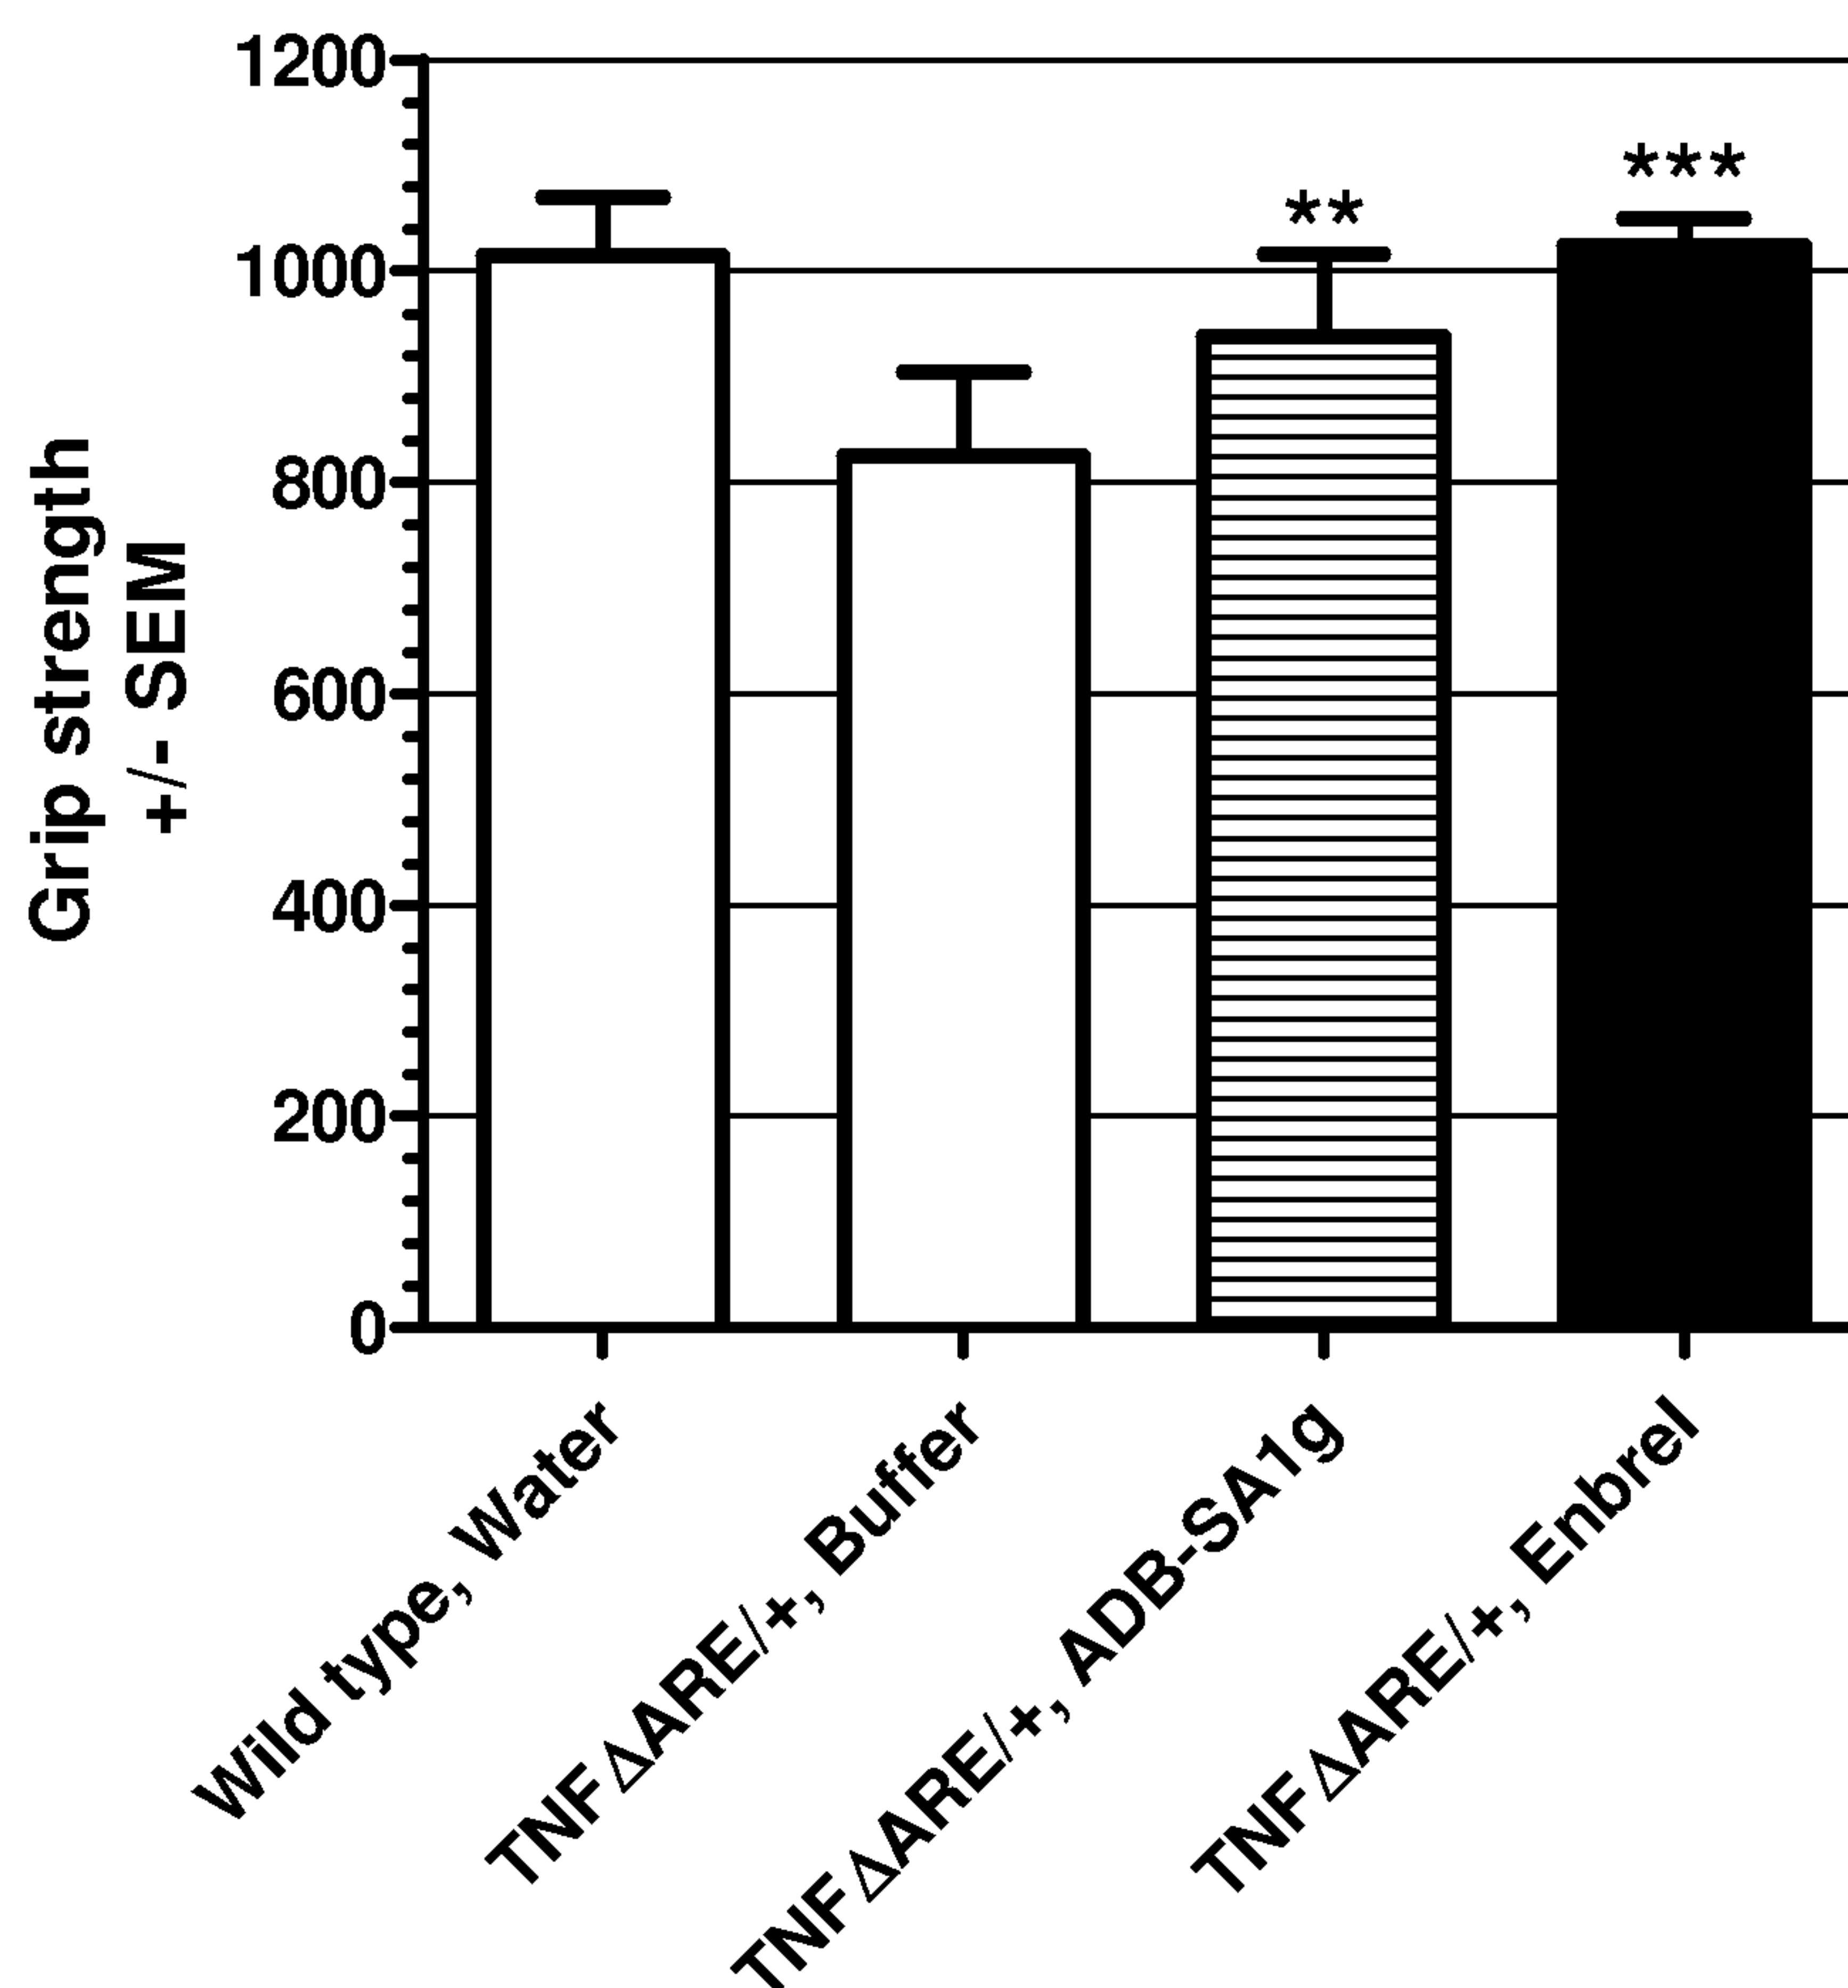 Grip strength
+/- SEM
1200
1000
800
600
400
200
0
**
***
Wild type, Water
TNFΔARE/+, Buffer
TNFΔARE/+, ADB-SA1g
TNFΔARE/+, Enbrel